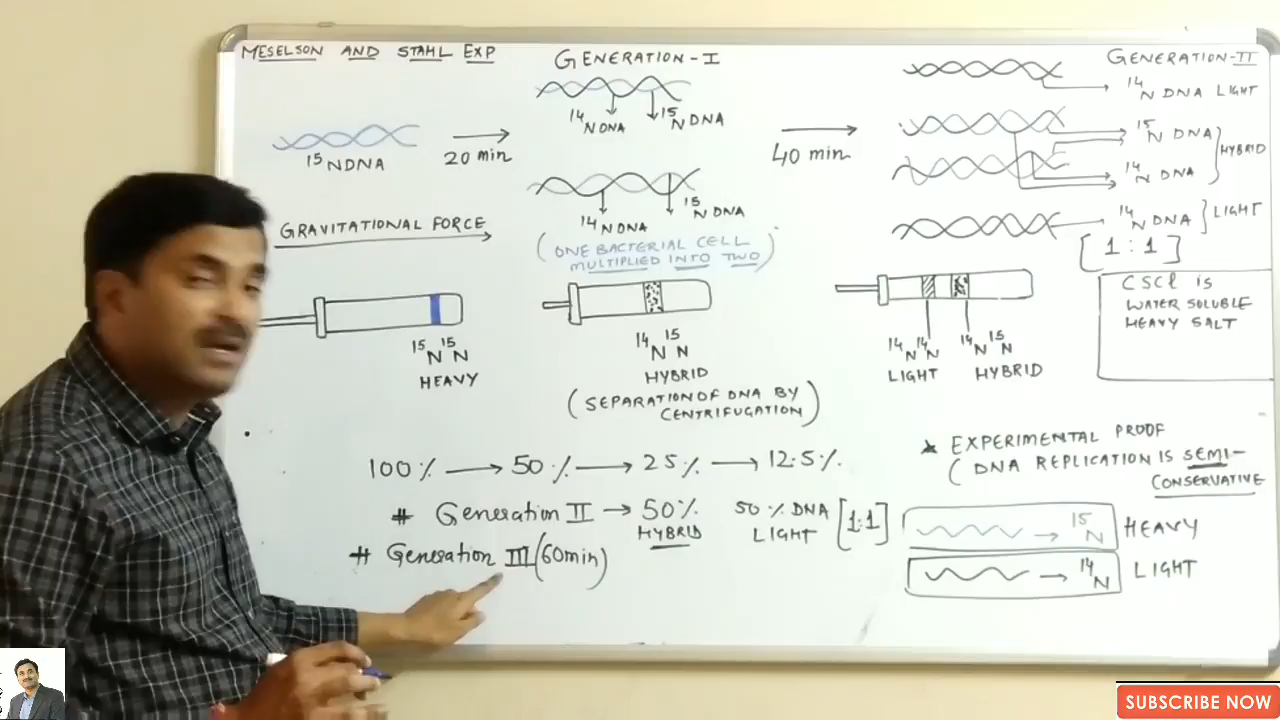 MESELSON AND STAHL EXP
GENERATION-I
GENERATION-II
14N DNA
15N DNA
14N DNA LIGHT
15NDNA
20 min
40 min
15N DNA
14N DNA
HYBRID
14N DNA
15N DNA
14N DNA
LIGHT
[1:1]
GRAVITATIONAL FORCE
(ONE BACTERIAL CELL
MULTIPLIED INTO TWO)
CSCl is
WATER SOLUBLE
HEAVY SALT
15N 15N
HEAVY
14N 15N
HYBRID
14N 14N
LIGHT
14N 15N
HYBRID
(SEPARATION OF DNA BY
CENTRIFUGATION)
100% → 50% → 25% → 12.5%
* EXPERIMENTAL PROOF
(DNA REPLICATION IS SEMI-
CONSERVATIVE
# Generation II → 50% 50% DNA [1:1]
HYBRID LIGHT
# Generation III (60min)
→ 15N HEAVY
→ 14N LIGHT
SUBSCRIBE NOW